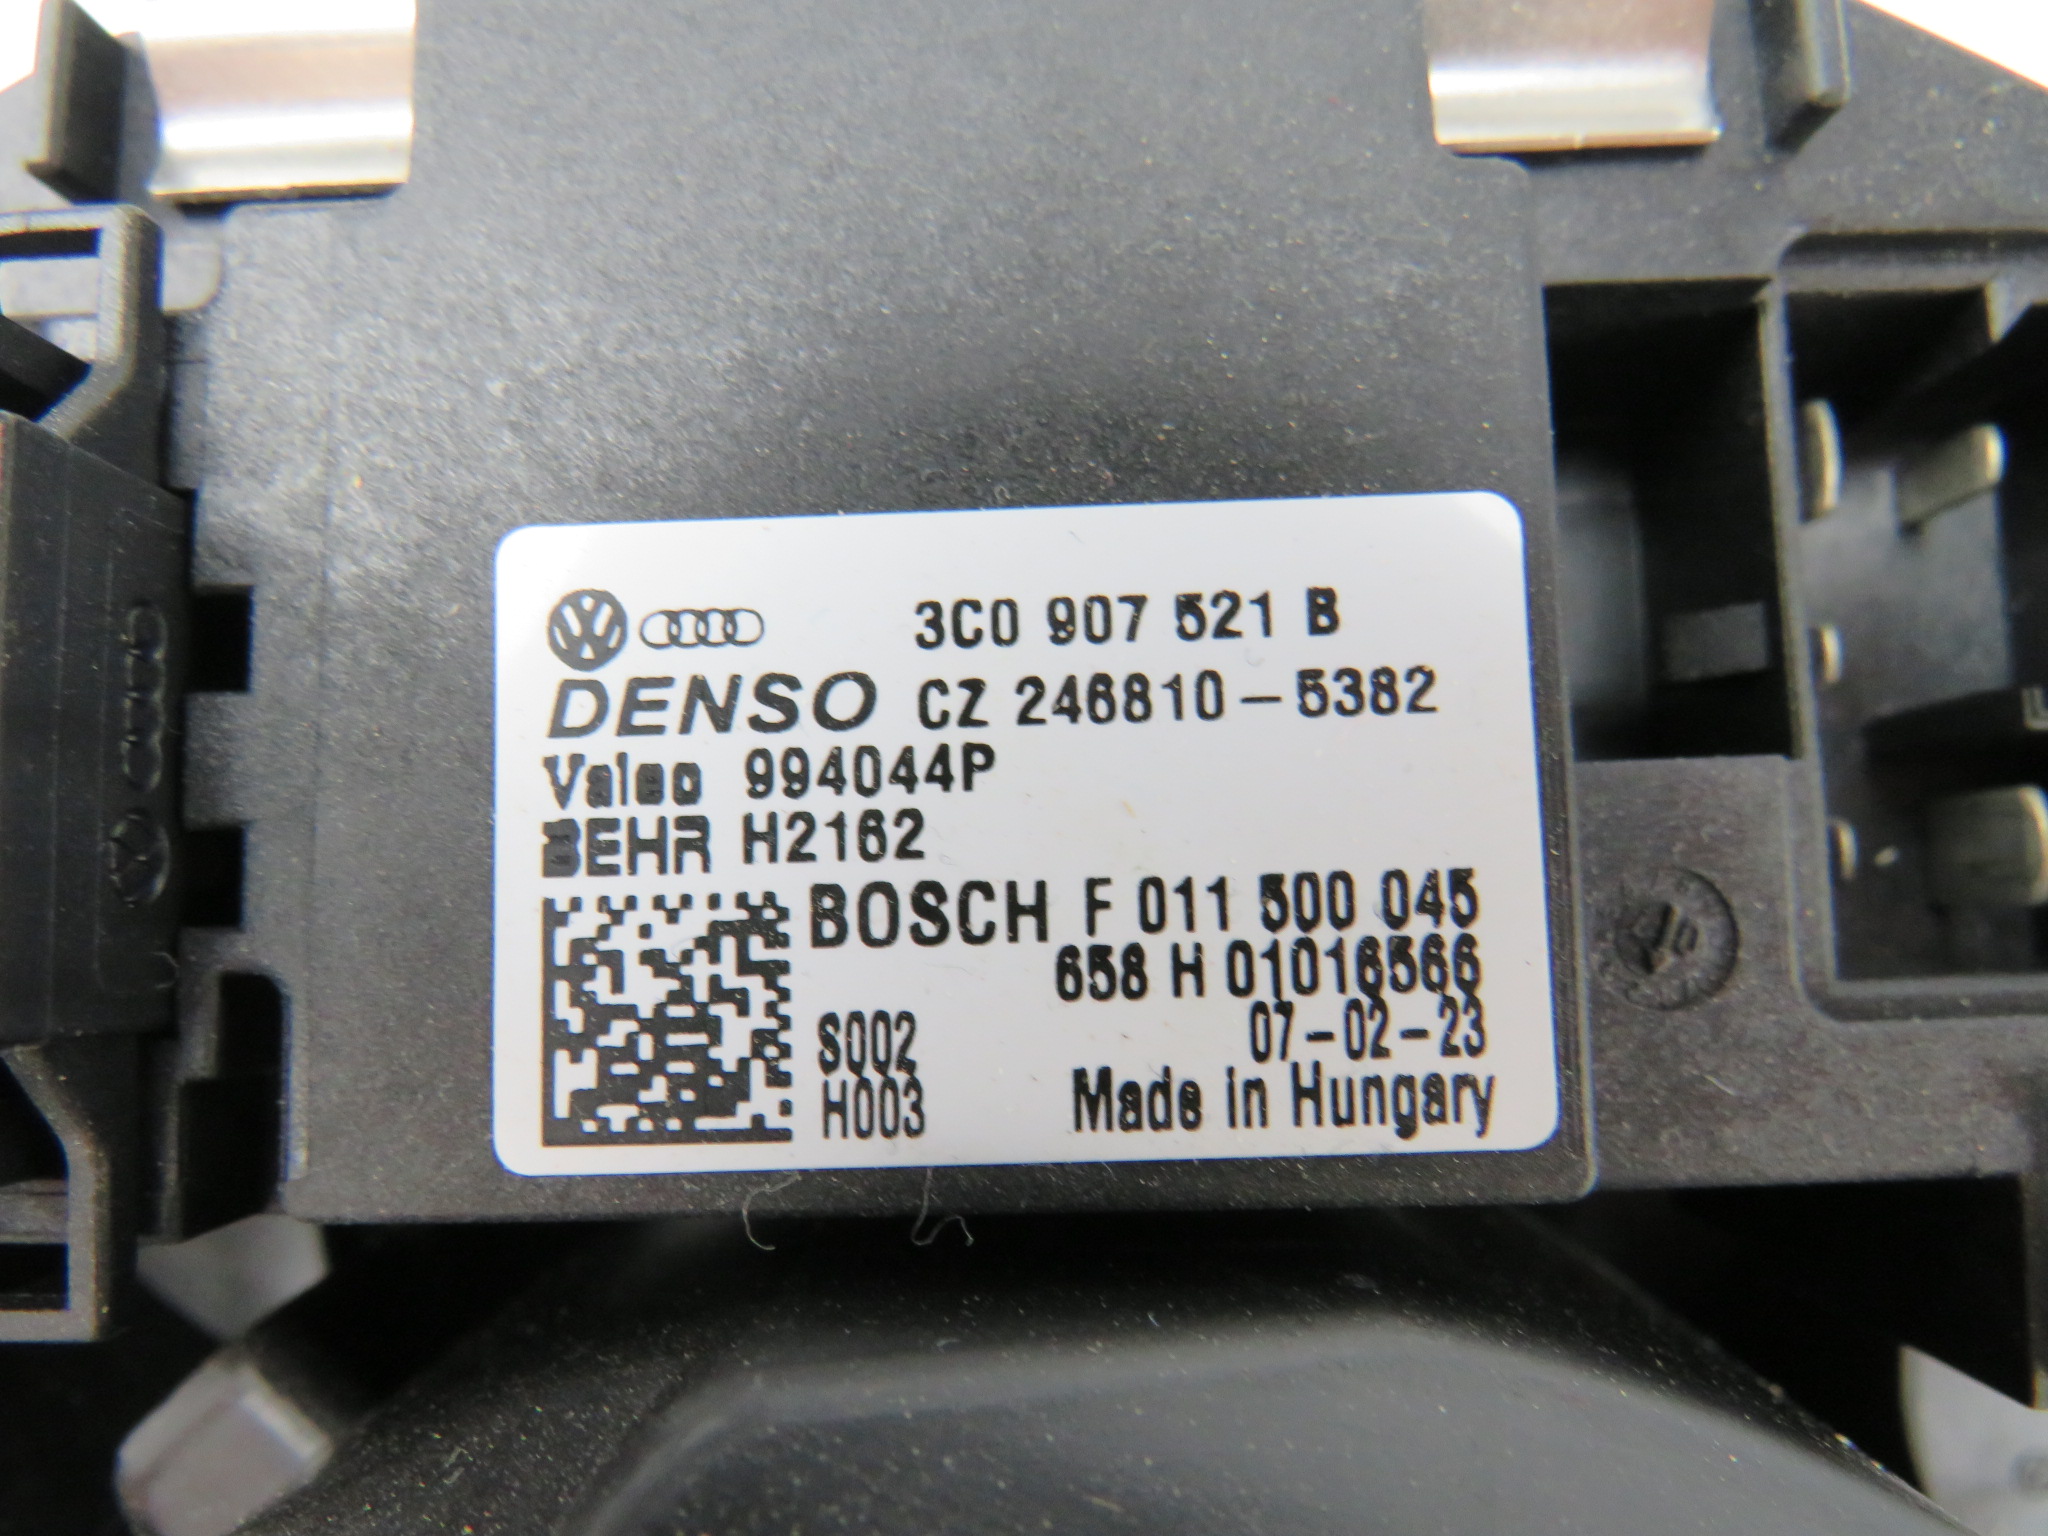 3C0 907 521 B
DENSO CZ 246810-5382
Valeo 994044P
BEHR H2162
BOSCH F 011 500 045
658 H 01016566
S002 07-02-23
H003 Made in Hungary